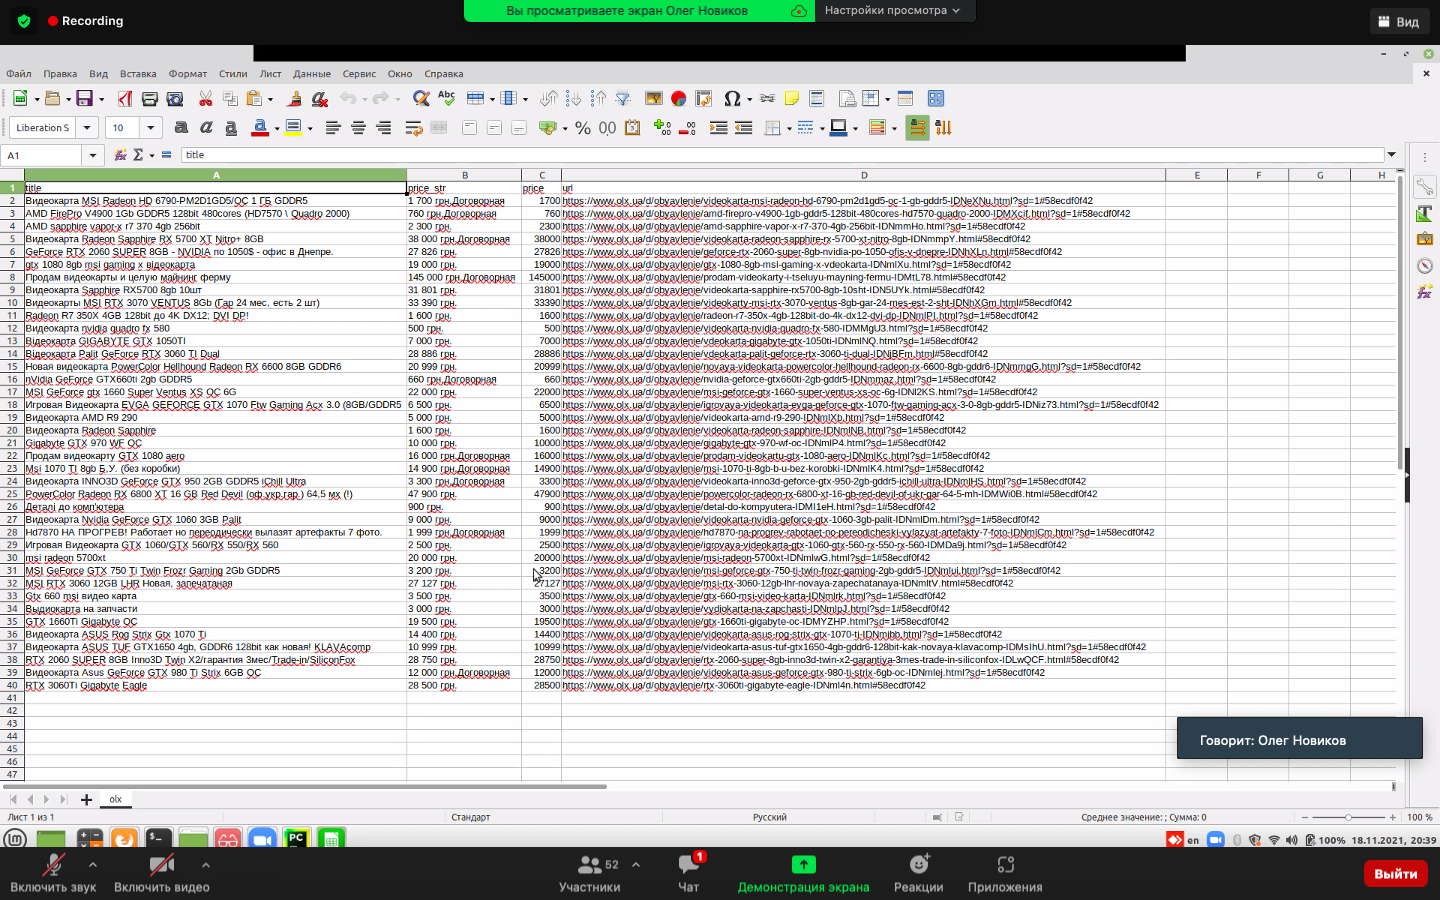 Recording
Вы просматриваете экран Олег Новиков
Настройки просмотра
Вид
Файл Правка Вид Вставка Формат Стили Лист Данные Сервис Окно Справка
Liberation S 10
A1 title
A B C D E F G H
1 title price_str price url
2 Видеокарта MSI Radeon HD 6790-PM2D1GD5/OC 1 ГБ GDDR5 1 700 грн.Договорная 1700 https://www.olx.ua/d/obyavlenie/videokarta-msi-radeon-hd-6790-pm2d1gd5-oc-1-gb-gddr5-IDNeXNu.html?sd=1#58ecdf0f42
3 AMD FirePro V4900 1Gb GDDR5 128bit 480cores (HD7570 \ Quadro 2000) 760 грн.Договорная 760 https://www.olx.ua/d/obyavlenie/amd-firepro-v4900-1gb-gddr5-128bit-480cores-hd7570-quadro-2000-IDMXcif.html?sd=1#58ecdf0f42
4 AMD sapphire vapor-x r7 370 4gb 256bit 2 300 грн. 2300 https://www.olx.ua/d/obyavlenie/amd-sapphire-vapor-x-r7-370-4gb-256-bit-IDNmmHo.html?sd=1#58ecdf0f42
5 Видеокарта Radeon Sapphire RX 5700 XT Nitro+ 8GB 38 000 грн.Договорная 38000 https://www.olx.ua/d/obyavlenie/videokarta-radeon-sapphire-rx-5700-xt-nitro-8gb-IDNmmpY.html#58ecdf0f42
6 GeForce RTX 2060 SUPER 8GB - NVIDIA по 1050$ - офис в Днепре. 27 826 грн. 27826 https://www.olx.ua/d/obyavlenie/geforce-rtx-2060-super-8gb-nvidia-po-1050-ofis-v-dnepre-IDNhXLn.html#58ecdf0f42
7 gtx 1080 8gb msi gaming x відеокарта 19 000 грн. 19000 https://www.olx.ua/d/obyavlenie/gtx-1080-8gb-msi-gaming-x-vdeokarta-IDNmlXu.html?sd=1#58ecdf0f42
8 Продам видеокарты и целую майнинг ферму 145 000 грн.Договорная 145000 https://www.olx.ua/d/obyavlenie/prodam-videokarty-i-tseluyu-mayning-fermu-IDMtL78.html#58ecdf0f42
9 Видеокарта Sapphire RX5700 8gb 10шт 31 801 грн. 31801 https://www.olx.ua/d/obyavlenie/videokarta-sapphire-rx5700-8gb-10sht-IDN5UYk.html#58ecdf0f42
10 Видеокарты MSI RTX 3070 VENTUS 8Gb (Гар 24 мес, есть 2 шт) 33 390 грн. 33390 https://www.olx.ua/d/obyavlenie/videokarty-msi-rtx-3070-ventus-8gb-gar-24-mes-est-2-sht-IDNhXGm.html#58ecdf0f42
11 Radeon R7 350X 4GB 128bit до 4K DX12; DVI DP! 1 600 грн. 1600 https://www.olx.ua/d/obyavlenie/radeon-r7-350x-4gb-128-bit-do-4k-dx12-dvi-dp-IDNmlPI.html?sd=1#58ecdf0f42
12 Видеокарта nvidia quadro fx 580 500 грн. 500 https://www.olx.ua/d/obyavlenie/videokarta-nvidia-quadro-fx-580-IDMMgU3.html?sd=1#58ecdf0f42
13 Відеокарта GIGABYTE GTX 1050TI 7 000 грн. 7000 https://www.olx.ua/d/obyavlenie/vdeokarta-gigabyte-gtx-1050ti-IDNmlNQ.html?sd=1#58ecdf0f42
14 Відеокарта Palit GeForce RTX 3060 TI Dual 28 886 грн. 28886 https://www.olx.ua/d/obyavlenie/vdeokarta-palit-geforce-rtx-3060-ti-dual-IDNjBFm.html#58ecdf0f42
15 Новая видеокарта PowerColor Hellhound Radeon RX 6600 8GB GDDR6 20 999 грн. 20999 https://www.olx.ua/d/obyavlenie/novaya-videokarta-powercolor-hellhound-radeon-rx-6600-8gb-gddr6-IDNmmqG.html#58ecdf0f42
16 nVidia GeForce GTX660ti 2gb GDDR5 660 грн.Договорная 660 https://www.olx.ua/d/obyavlenie/nvidia-geforce-gtx660ti-2gb-gddr5-IDNmmaz.html?sd=1#58ecdf0f42
17 MSI GeForce gtx 1660 Super Ventus XS OC 6G 22 000 грн. 22000 https://www.olx.ua/d/obyavlenie/msi-geforce-gtx-1660-super-ventus-xs-oc-6g-IDNl2KS.html?sd=1#58ecdf0f42
18 Игровая Видеокарта EVGA GEFORCE GTX 1070 Ftw Gaming Acx 3.0 (8GB/GDDR5 6 500 грн. 6500 https://www.olx.ua/d/obyavlenie/igrovaya-videokarta-evga-geforce-gtx-1070-ftw-gaming-acx-3-0-8gb-gddr5-IDNiz73.html?sd=1#58ecdf0f42
19 Видеокарта AMD R9 290 5 000 грн. 5000 https://www.olx.ua/d/obyavlenie/videokarta-amd-r9-290-IDNmlXb.html?sd=1#58ecdf0f42
20 Видеокарта Radeon Sapphire 1 600 грн. 1600 https://www.olx.ua/d/obyavlenie/videokarta-radeon-sapphire-IDNmlNB.html?sd=1#58ecdf0f42
21 Gigabyte GTX 970 WF OC 10 000 грн. 10000 https://www.olx.ua/d/obyavlenie/gigabyte-gtx-970-wf-oc-IDNmlP4.html?sd=1#58ecdf0f42
22 Продам видеокарту GTX 1080 aero 16 000 грн.Договорная 16000 https://www.olx.ua/d/obyavlenie/prodam-videokartu-gtx-1080-aero-IDNmlKc.html?sd=1#58ecdf0f42
23 Msi 1070 TI 8gb Б.У. (без коробки) 14 900 грн.Договорная 14900 https://www.olx.ua/d/obyavlenie/msi-1070-ti-8gb-b-u-bez-korobki-IDNmlK4.html?sd=1#58ecdf0f42
24 Видеокарта INNO3D GeForce GTX 950 2GB GDDR5 iChill Ultra 3 300 грн.Договорная 3300 https://www.olx.ua/d/obyavlenie/videokarta-inno3d-geforce-gtx-950-2gb-gddr5-ichill-ultra-IDNmlHS.html?sd=1#58ecdf0f42
25 PowerColor Radeon RX 6800 XT 16 GB Red Devil (оф.укр.гар.) 64,5 мх (!) 47 900 грн. 47900 https://www.olx.ua/d/obyavlenie/powercolor-radeon-rx-6800-xt-16-gb-red-devil-of-ukr-gar-64-5-mh-IDMWi0B.html#58ecdf0f42
26 Деталі до комп'ютера 900 грн. 900 https://www.olx.ua/d/obyavlenie/detal-do-kompyutera-IDMI1eH.html?sd=1#58ecdf0f42
27 Видеокарта Nvidia GeForce GTX 1060 3GB Palit 9 000 грн. 9000 https://www.olx.ua/d/obyavlenie/videokarta-nvidia-geforce-gtx-1060-3gb-palit-IDNmlDm.html?sd=1#58ecdf0f42
28 Hd7870 НА ПРОГРЕВ! Работает но переодически вылязят артефакты 7 фото. 1 999 грн.Договорная 1999 https://www.olx.ua/d/obyavlenie/hd7870-na-progrev-rabotaet-no-pereodicheski-vylyazyat-artefakty-7-foto-IDNmlCm.html?sd=1#58ecdf0f42
29 Игровая Видеокарта GTX 1060/GTX 560/RX 550/RX 560 2 500 грн. 2500 https://www.olx.ua/d/obyavlenie/igrovaya-videokarta-gtx-1060-gtx-560-rx-550-rx-560-IDMDa9j.html?sd=1#58ecdf0f42
30 msi radeon 5700xt 20 000 грн. 20000 https://www.olx.ua/d/obyavlenie/msi-radeon-5700xt-IDNmlwG.html?sd=1#58ecdf0f42
31 MSI GeForce GTX 750 Ti Twin Frozr Gaming 2Gb GDDR5 3 200 грн. 3200 https://www.olx.ua/d/obyavlenie/msi-geforce-gtx-750-ti-twin-frozr-gaming-2gb-gddr5-IDNmlui.html?sd=1#58ecdf0f42
32 MSI RTX 3060 12GB LHR Новая, запечатаная 27 127 грн. 27127 https://www.olx.ua/d/obyavlenie/msi-rtx-3060-12gb-lhr-novaya-zapechatanaya-IDNmltV.html#58ecdf0f42
33 Gtx 660 msi видео карта 3 500 грн. 3500 https://www.olx.ua/d/obyavlenie/gtx-660-msi-video-karta-IDNmlrk.html?sd=1#58ecdf0f42
34 Выдиокарта на запчасти 3 000 грн. 3000 https://www.olx.ua/d/obyavlenie/vydiokarta-na-zapchasti-IDNmlpJ.html?sd=1#58ecdf0f42
35 GTX 1660Ti Gigabyte OC 19 500 грн. 19500 https://www.olx.ua/d/obyavlenie/gtx-1660ti-gigabyte-oc-IDMYZHP.html?sd=1#58ecdf0f42
36 Видеокарта ASUS Rog Strix Gtx 1070 Ti 14 400 грн. 14400 https://www.olx.ua/d/obyavlenie/videokarta-asus-rog-strix-gtx-1070-ti-IDNmibb.html?sd=1#58ecdf0f42
37 Видеокарта ASUS TUF GTX1650 4gb, GDDR6 128bit как новая! KLAVAcomp 10 999 грн. 10999 https://www.olx.ua/d/obyavlenie/videokarta-asus-tuf-gtx1650-4gb-gddr6-128bit-kak-novaya-klavacomp-IDMsIhU.html?sd=1#58ecdf0f42
38 RTX 2060 SUPER 8GB Inno3D Twin X2/гарантия 3мес/Trade-in/SiliconFox 28 750 грн. 28750 https://www.olx.ua/d/obyavlenie/rtx-2060-super-8gb-inno3d-twin-x2-garantiya-3mes-trade-in-siliconfox-IDLwQCF.html#58ecdf0f42
39 Видеокарта Asus GeForce GTX 980 Ti Strix 6GB OC 12 000 грн.Договорная 12000 https://www.olx.ua/d/obyavlenie/videokarta-asus-geforce-gtx-980-ti-strix-6gb-oc-IDNmlej.html?sd=1#58ecdf0f42
40 RTX 3060Ti Gigabyte Eagle 28 500 грн. 28500 https://www.olx.ua/d/obyavlenie/rtx-3060ti-gigabyte-eagle-IDNml4n.html#58ecdf0f42
41
42
43
44
45
46
47
Говорит: Олег Новиков
olx
Лист 1 из 1 Стандарт Русский Среднее значение: ; Сумма: 0 100 %
PC en 100% 18.11.2021, 20:39
52 1
Включить звук Включить видео Участники Чат Демонстрация экрана Реакции Приложения Выйти